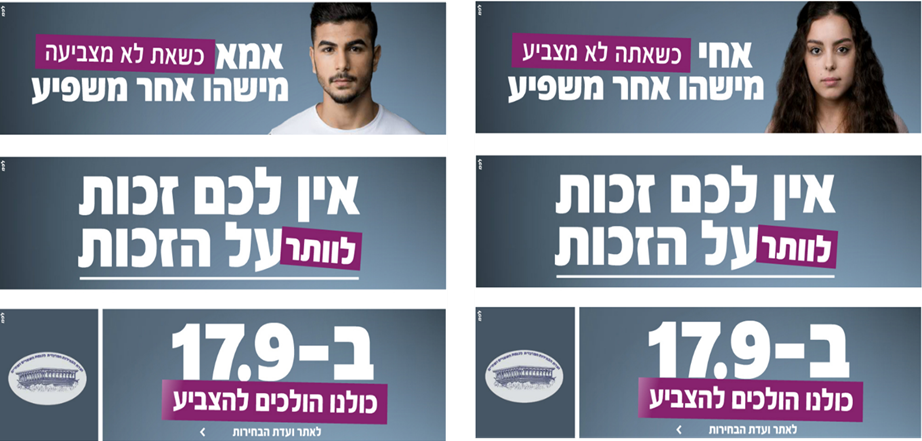 אמא כשאת לא מצביעה
מישהו אחר משפיע
אין לכם זכות
לוותר על הזכות
ב-17.9
כולנו הולכים להצביע
לאתר ועדת הבחירות
אחי כשאתה לא מצביע
מישהו אחר משפיע
אין לכם זכות
לוותר על הזכות
ב-17.9
כולנו הולכים להצביע
לאתר ועדת הבחירות